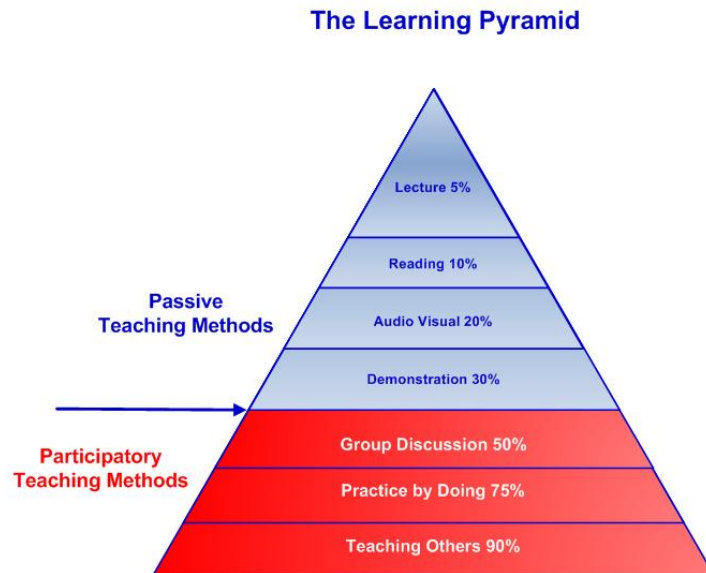 The Learning Pyramid
Lecture 5%
Reading 10%
Passive
Teaching Methods
Audio Visual 20%
Demonstration 30%
Participatory
Teaching Methods
Group Discussion 50%
Practice by Doing 75%
Teaching Others 90%